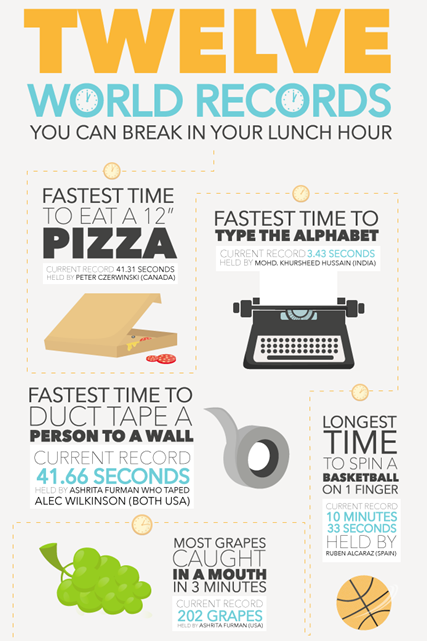 TWELVE
WORLD RECORDS
YOU CAN BREAK IN YOUR LUNCH HOUR
FASTEST TIME
TO EAT A 12"
PIZZA
CURRENT RECORD 41.31 SECONDS
HELD BY PETER CZERWINSKI (CANADA)
FASTEST TIME TO
TYPE THE ALPHABET
CURRENT RECORD 3.43 SECONDS
HELD BY MOHD. KHURSHEED HUSSAIN (INDIA)
FASTEST TIME TO
DUCT TAPE A
PERSON TO A WALL
CURRENT RECORD
41.66 SECONDS
HELD BY ASHRITA FURMAN WHO TAPED
ALEC WILKINSON (BOTH USA)
LONGEST
TIME
TO SPIN A
BASKETBALL
ON 1 FINGER
CURRENT RECORD
10 MINUTES
33 SECONDS
HELD BY
RUBEN ALCARAZ (SPAIN)
MOST GRAPES
CAUGHT
IN A MOUTH
IN 3 MINUTES
CURRENT RECORD
202 GRAPES
HELD BY ASHRITA FURMAN (USA)